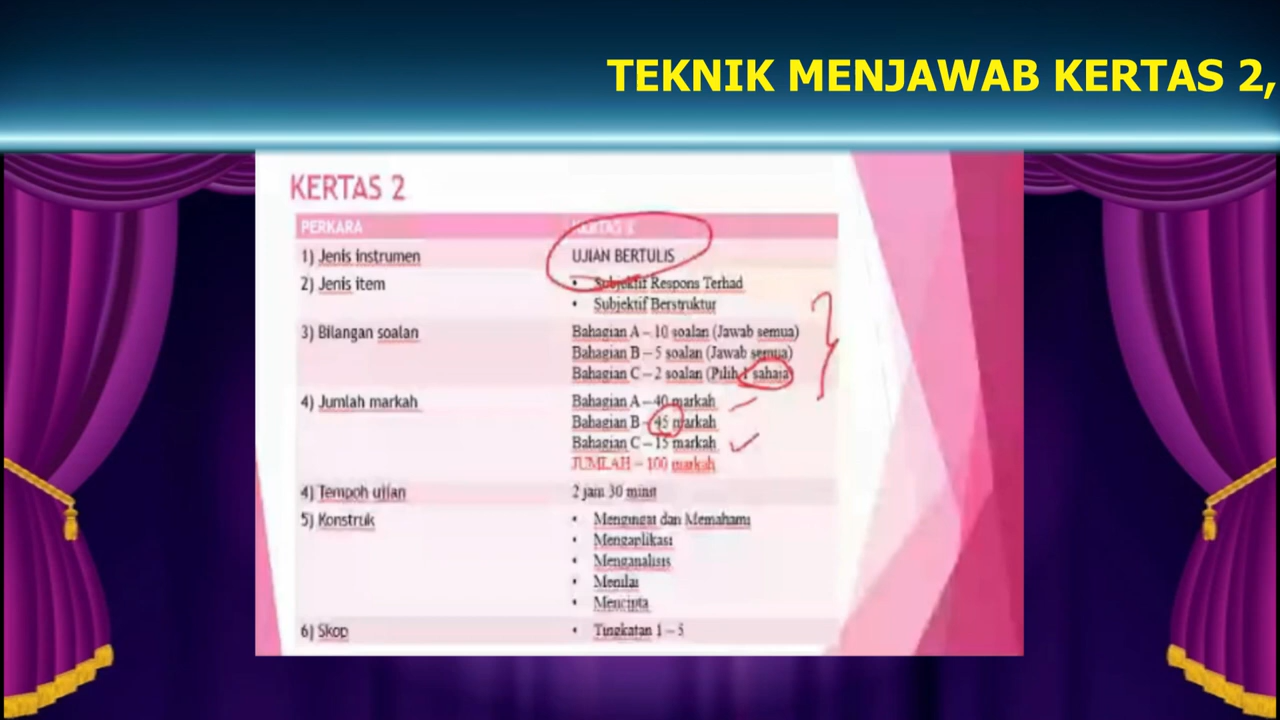 TEKNIK MENJAWAB KERTAS 2,
KERTAS 2
PERKARA KERTAS 2
1) Jenis instrumen UJIAN BERTULIS
2) Jenis item • Subjektif Respons Terhad
• Subjektif Berstruktur
3) Bilangan soalan Bahagian A – 10 soalan (Jawab semua)
Bahagian B – 5 soalan (Jawab semua)
Bahagian C – 2 soalan (Pilih 1 sahaja)
4) Jumlah markah Bahagian A – 40 markah
Bahagian B – 45 markah
Bahagian C – 15 markah
JUMLAH – 100 markah
4) Tempoh ujian 2 jam 30 minit
5) Konstruk • Mengingat dan Memahami
• Mengaplikasi
• Menganalisis
• Menilai
• Mencipta
6) Skop • Tingkatan 1 – 5